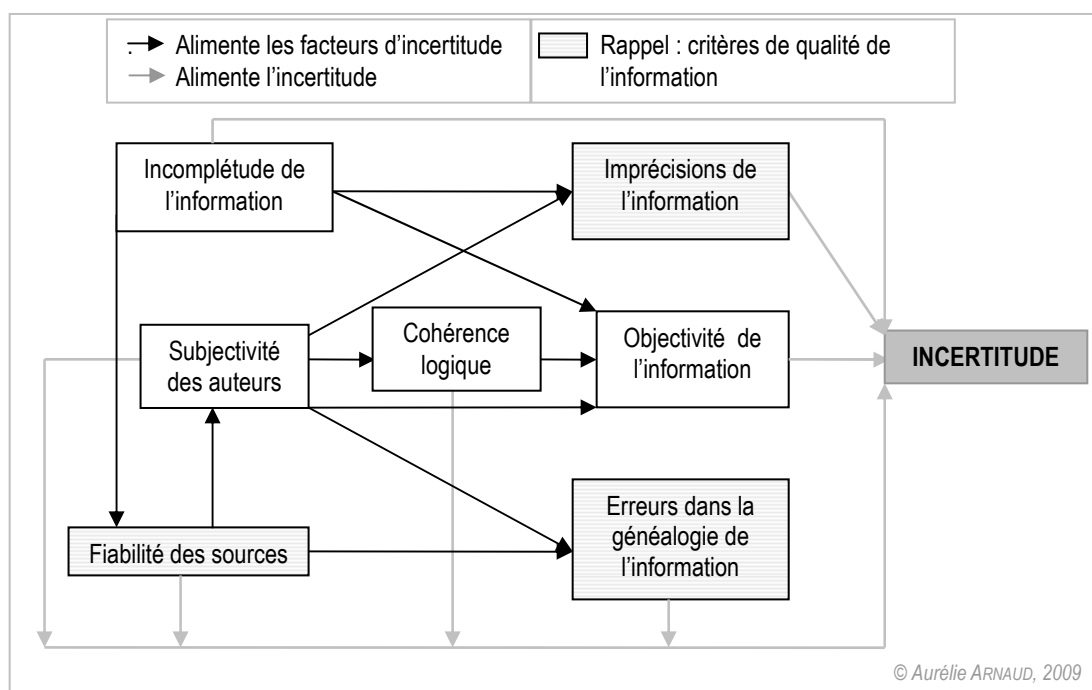 Alimente les facteurs d'incertitude
Alimente l'incertitude
Rappel : critères de qualité de
l'information
Incomplétude de
l'information
Imprécisions de
l'information
Subjectivité
des auteurs
Cohérence
logique
Objectivité de
l'information
INCERTITUDE
Fiabilité des sources
Erreurs dans la
généalogie de
l'information
© Aurélie ARNAUD, 2009